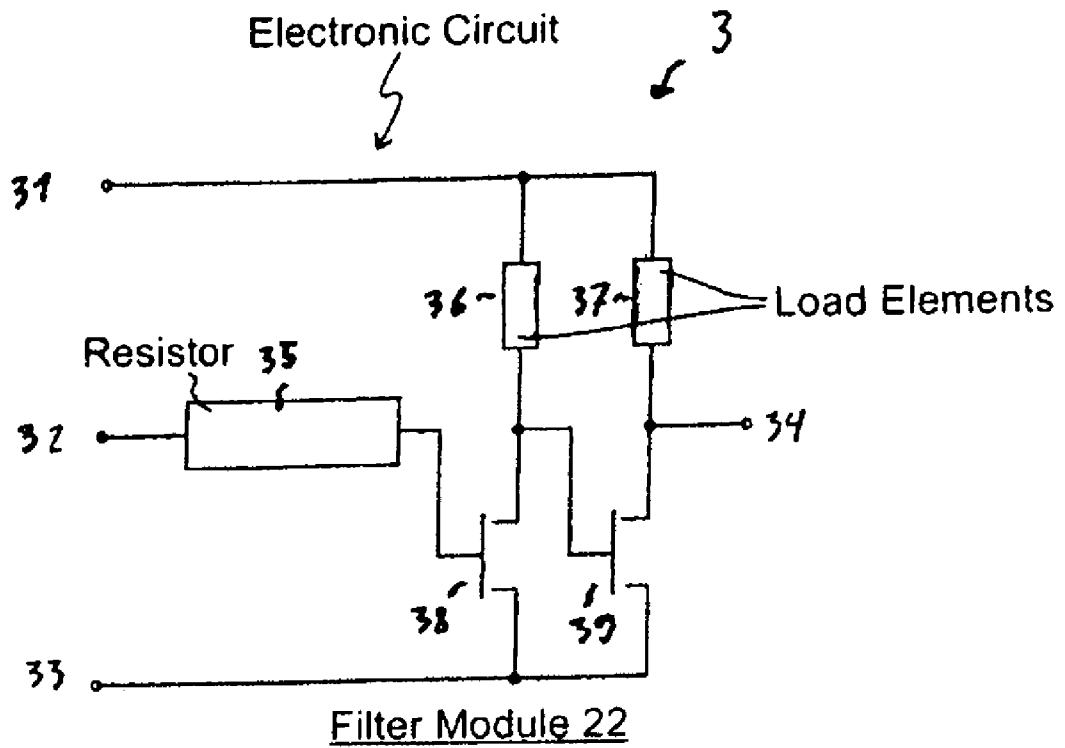 Electronic Circuit
3
31
36
37
Load Elements
Resistor
35
32
34
38
39
33
Filter Module 22